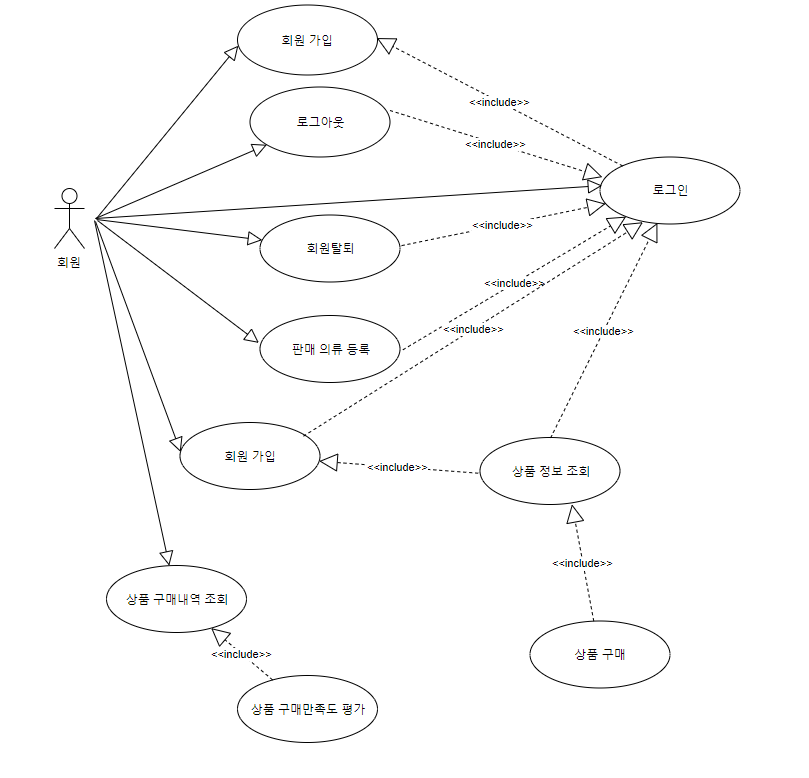 회원 가입
<<include>>
로그아웃
<<include>>
로그인
회원
<<include>>
회원탈퇴
<<include>>
<<include>>
<<include>>
판매 의류 등록
회원 가입
<<include>>
상품 정보 조회
<<include>>
상품 구매내역 조회
<<include>>
상품 구매
상품 구매만족도 평가